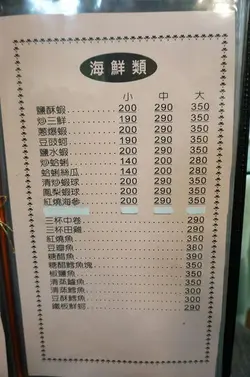 海鮮類
小 中 大
鹽酥蝦 200 290 350
炒三鮮 190 290 350
蔥爆蝦 200 290 350
豆豉蚵 190 290 350
鹽水蝦 200 290 350
炒蛤蜊 140 200 280
蛤蜊絲瓜 140 200 280
清炒蝦球 200 290 350
鳳梨蝦球 200 290 350
紅燒海參 200 290 350
350
三杯中卷 290
三杯田雞 290
紅燒魚 350
豆瓣魚 350
糖醋魚 350
糖醋鱈魚塊 350
椒鹽魚 350
清蒸鱸魚 350
清蒸鱈魚 300
豆酥鱈魚 300
鐵板鮮蚵 290